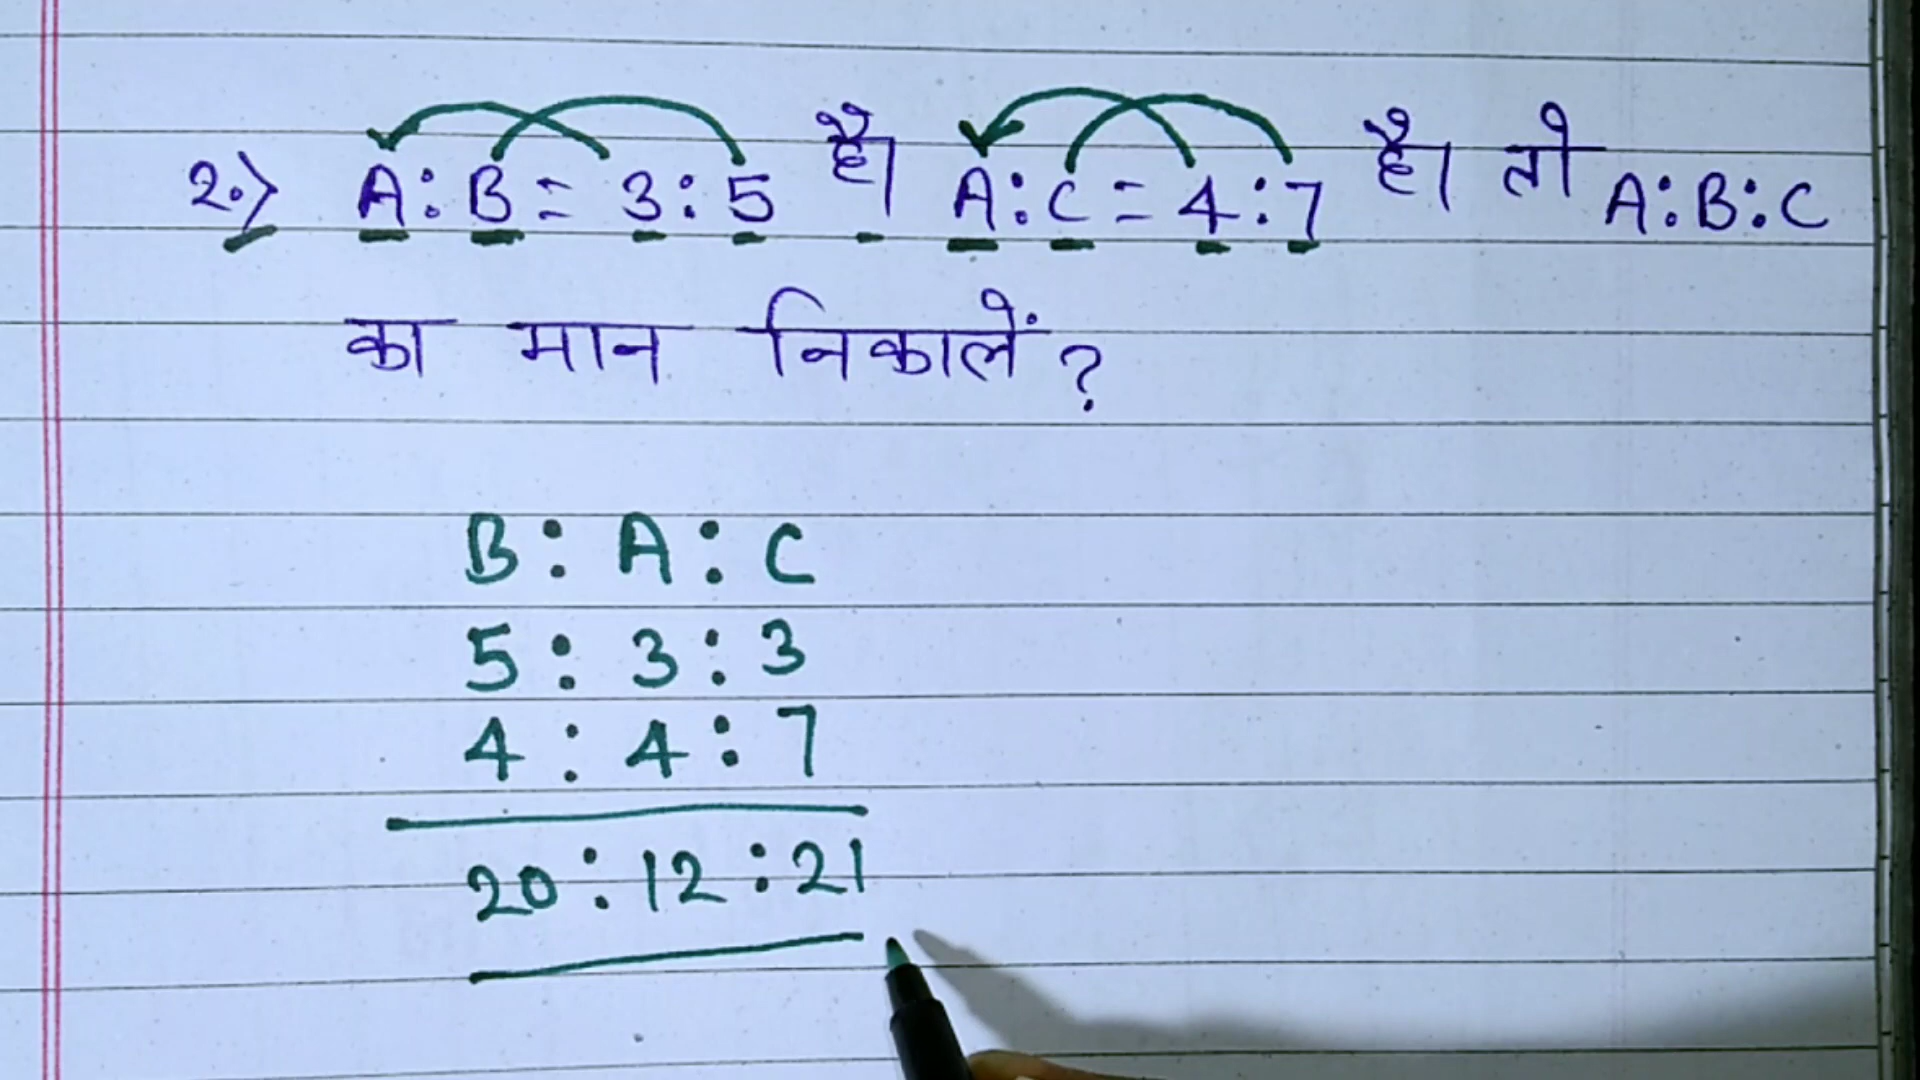 2.> A:B = 3:5 है। A:C = 4:7 है। तो A:B:C
का मान निकालें ?
B : A : C
5 : 3 : 3
4 : 4 : 7
20 : 12 : 21